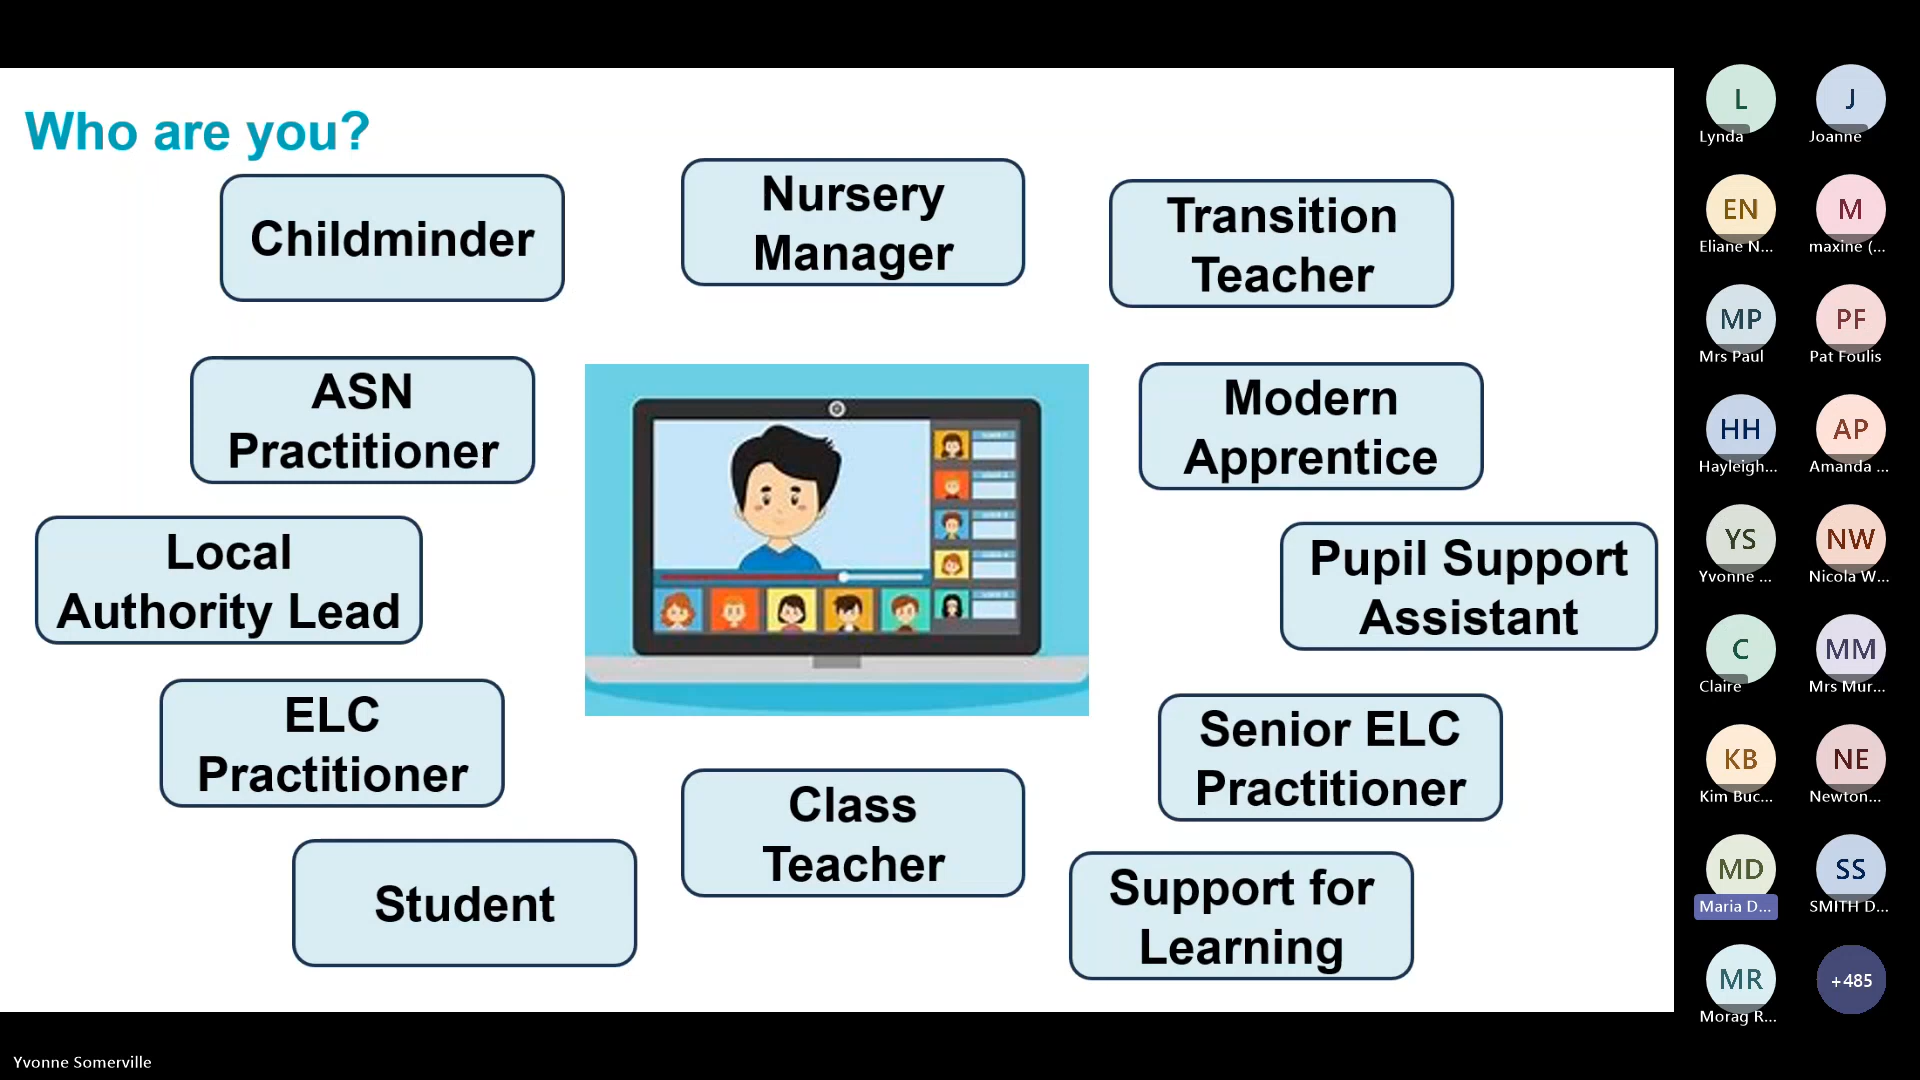 Who are you?
Childminder
Nursery
Manager
Transition
Teacher
ASN
Practitioner
Modern
Apprentice
Local
Authority Lead
Pupil Support
Assistant
ELC
Practitioner
Senior ELC
Practitioner
Class
Teacher
Student
Support for
Learning
L
Lynda
J
Joanne
EN
Eliane N...
M
maxine (...
MP
Mrs Paul
PF
Pat Foulis
HH
Hayleigh...
AP
Amanda ...
YS
Yvonne ...
NW
Nicola W...
C
Claire
MM
Mrs Mur...
KB
Kim Buc...
NE
Newton...
MD
Maria D...
SS
SMITH D...
MR
Morag R...
+485
Yvonne Somerville